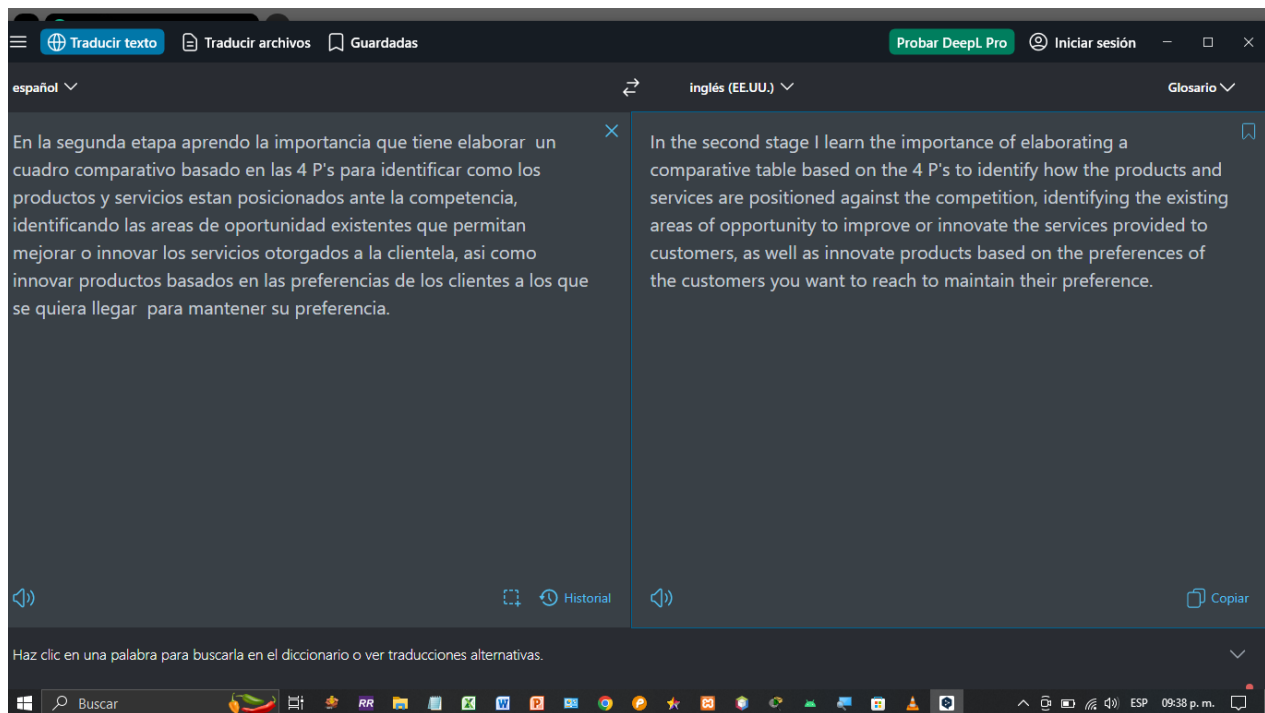 Traducir texto
Traducir archivos
Guardadas
Probar DeepL Pro
Iniciar sesión
español
inglés (EE.UU.)
Glosario
En la segunda etapa aprendo la importancia que tiene elaborar  un
cuadro comparativo basado en las 4 P's para identificar como los
productos y servicios estan posicionados ante la competencia,
identificando las areas de oportunidad existentes que permitan
mejorar o innovar los servicios otorgados a la clientela, asi como
innovar productos basados en las preferencias de los clientes a los que
se quiera llegar  para mantener su preferencia.
In the second stage I learn the importance of elaborating a
comparative table based on the 4 P's to identify how the products and
services are positioned against the competition, identifying the existing
areas of opportunity to improve or innovate the services provided to
customers, as well as innovate products based on the preferences of
the customers you want to reach to maintain their preference.
Historial
Copiar
Haz clic en una palabra para buscarla en el diccionario o ver traducciones alternativas.
Buscar
RR
ESP
09:38 p. m.